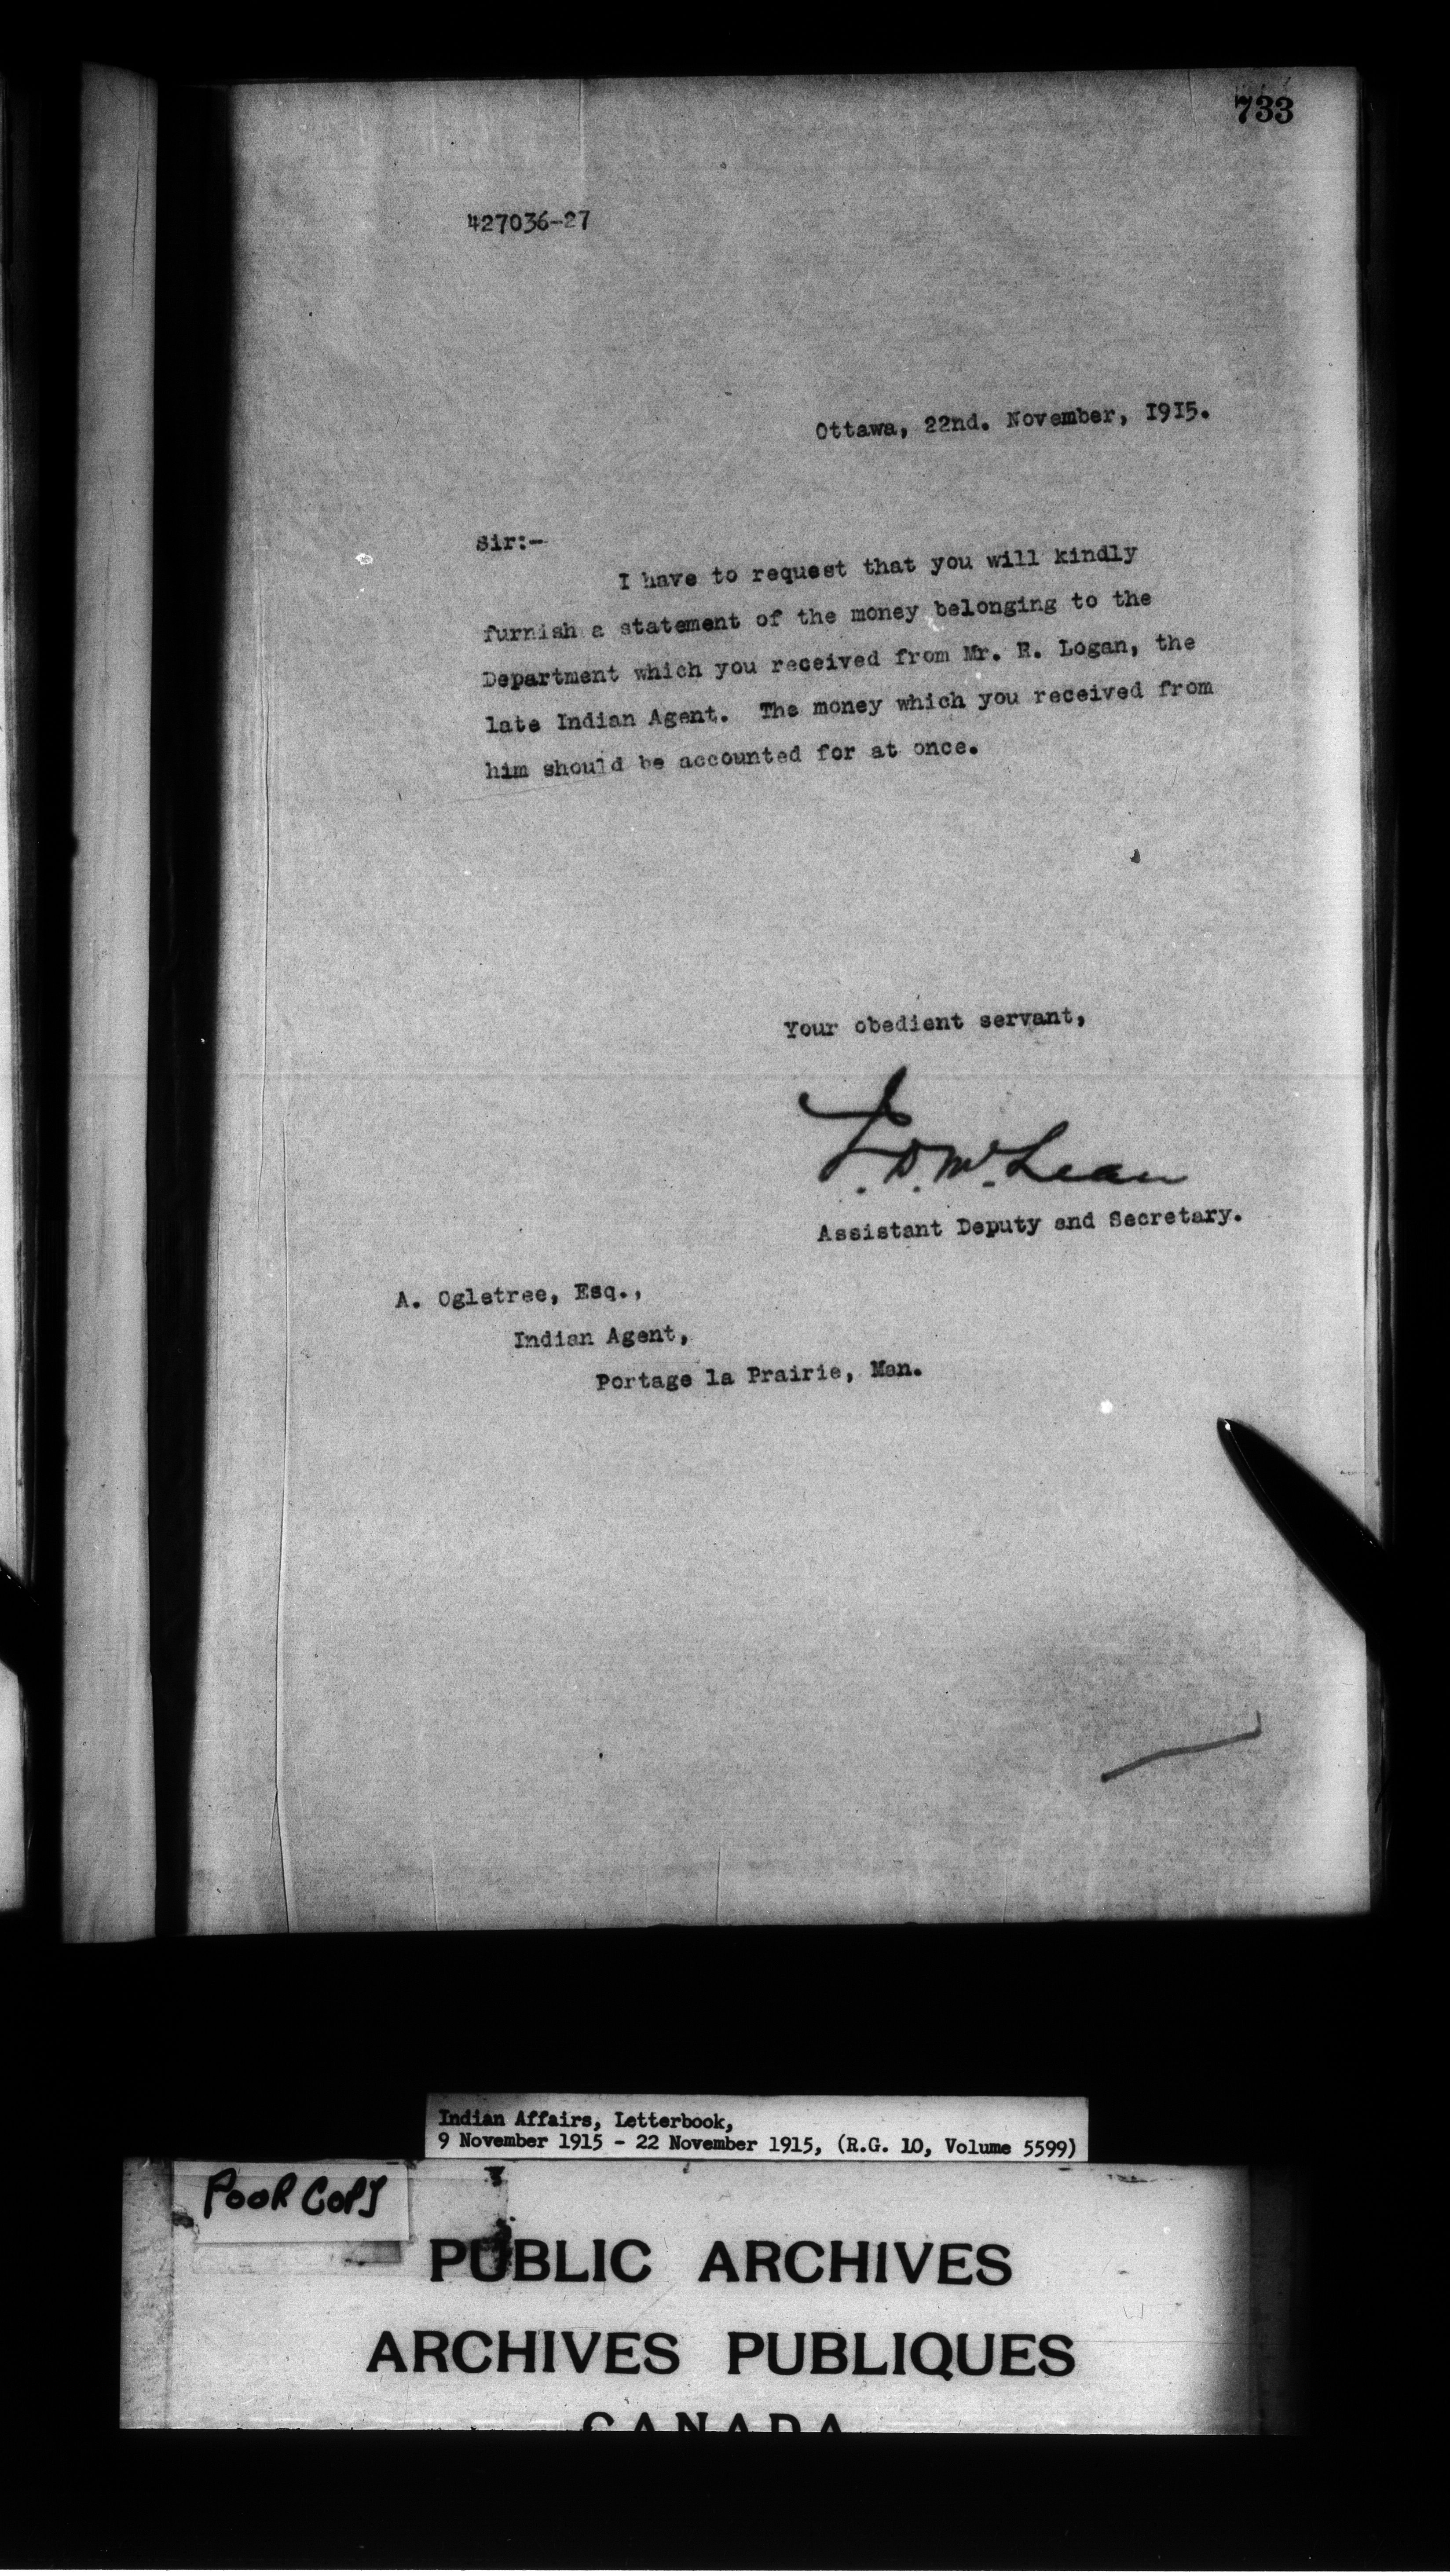 733
427036-27
Ottawa, 22nd. November, 1915.
Sir:-
I have to request that you will kindly
furnish a statement of the money belonging to the
Department which you received from Mr. R. Logan, the
late Indian Agent. The money which you received from
him should be accounted for at once.
Your obedient servant,
J. D. McLean
Assistant Deputy and Secretary.
A. Ogletree, Esq.,
Indian Agent,
Portage la Prairie, Man.
Indian Affairs, Letterbook,
9 November 1915 - 22 November 1915, (R.G. 10, Volume 5599)
POOR COPY
PUBLIC ARCHIVES
ARCHIVES PUBLIQUES
CANADA